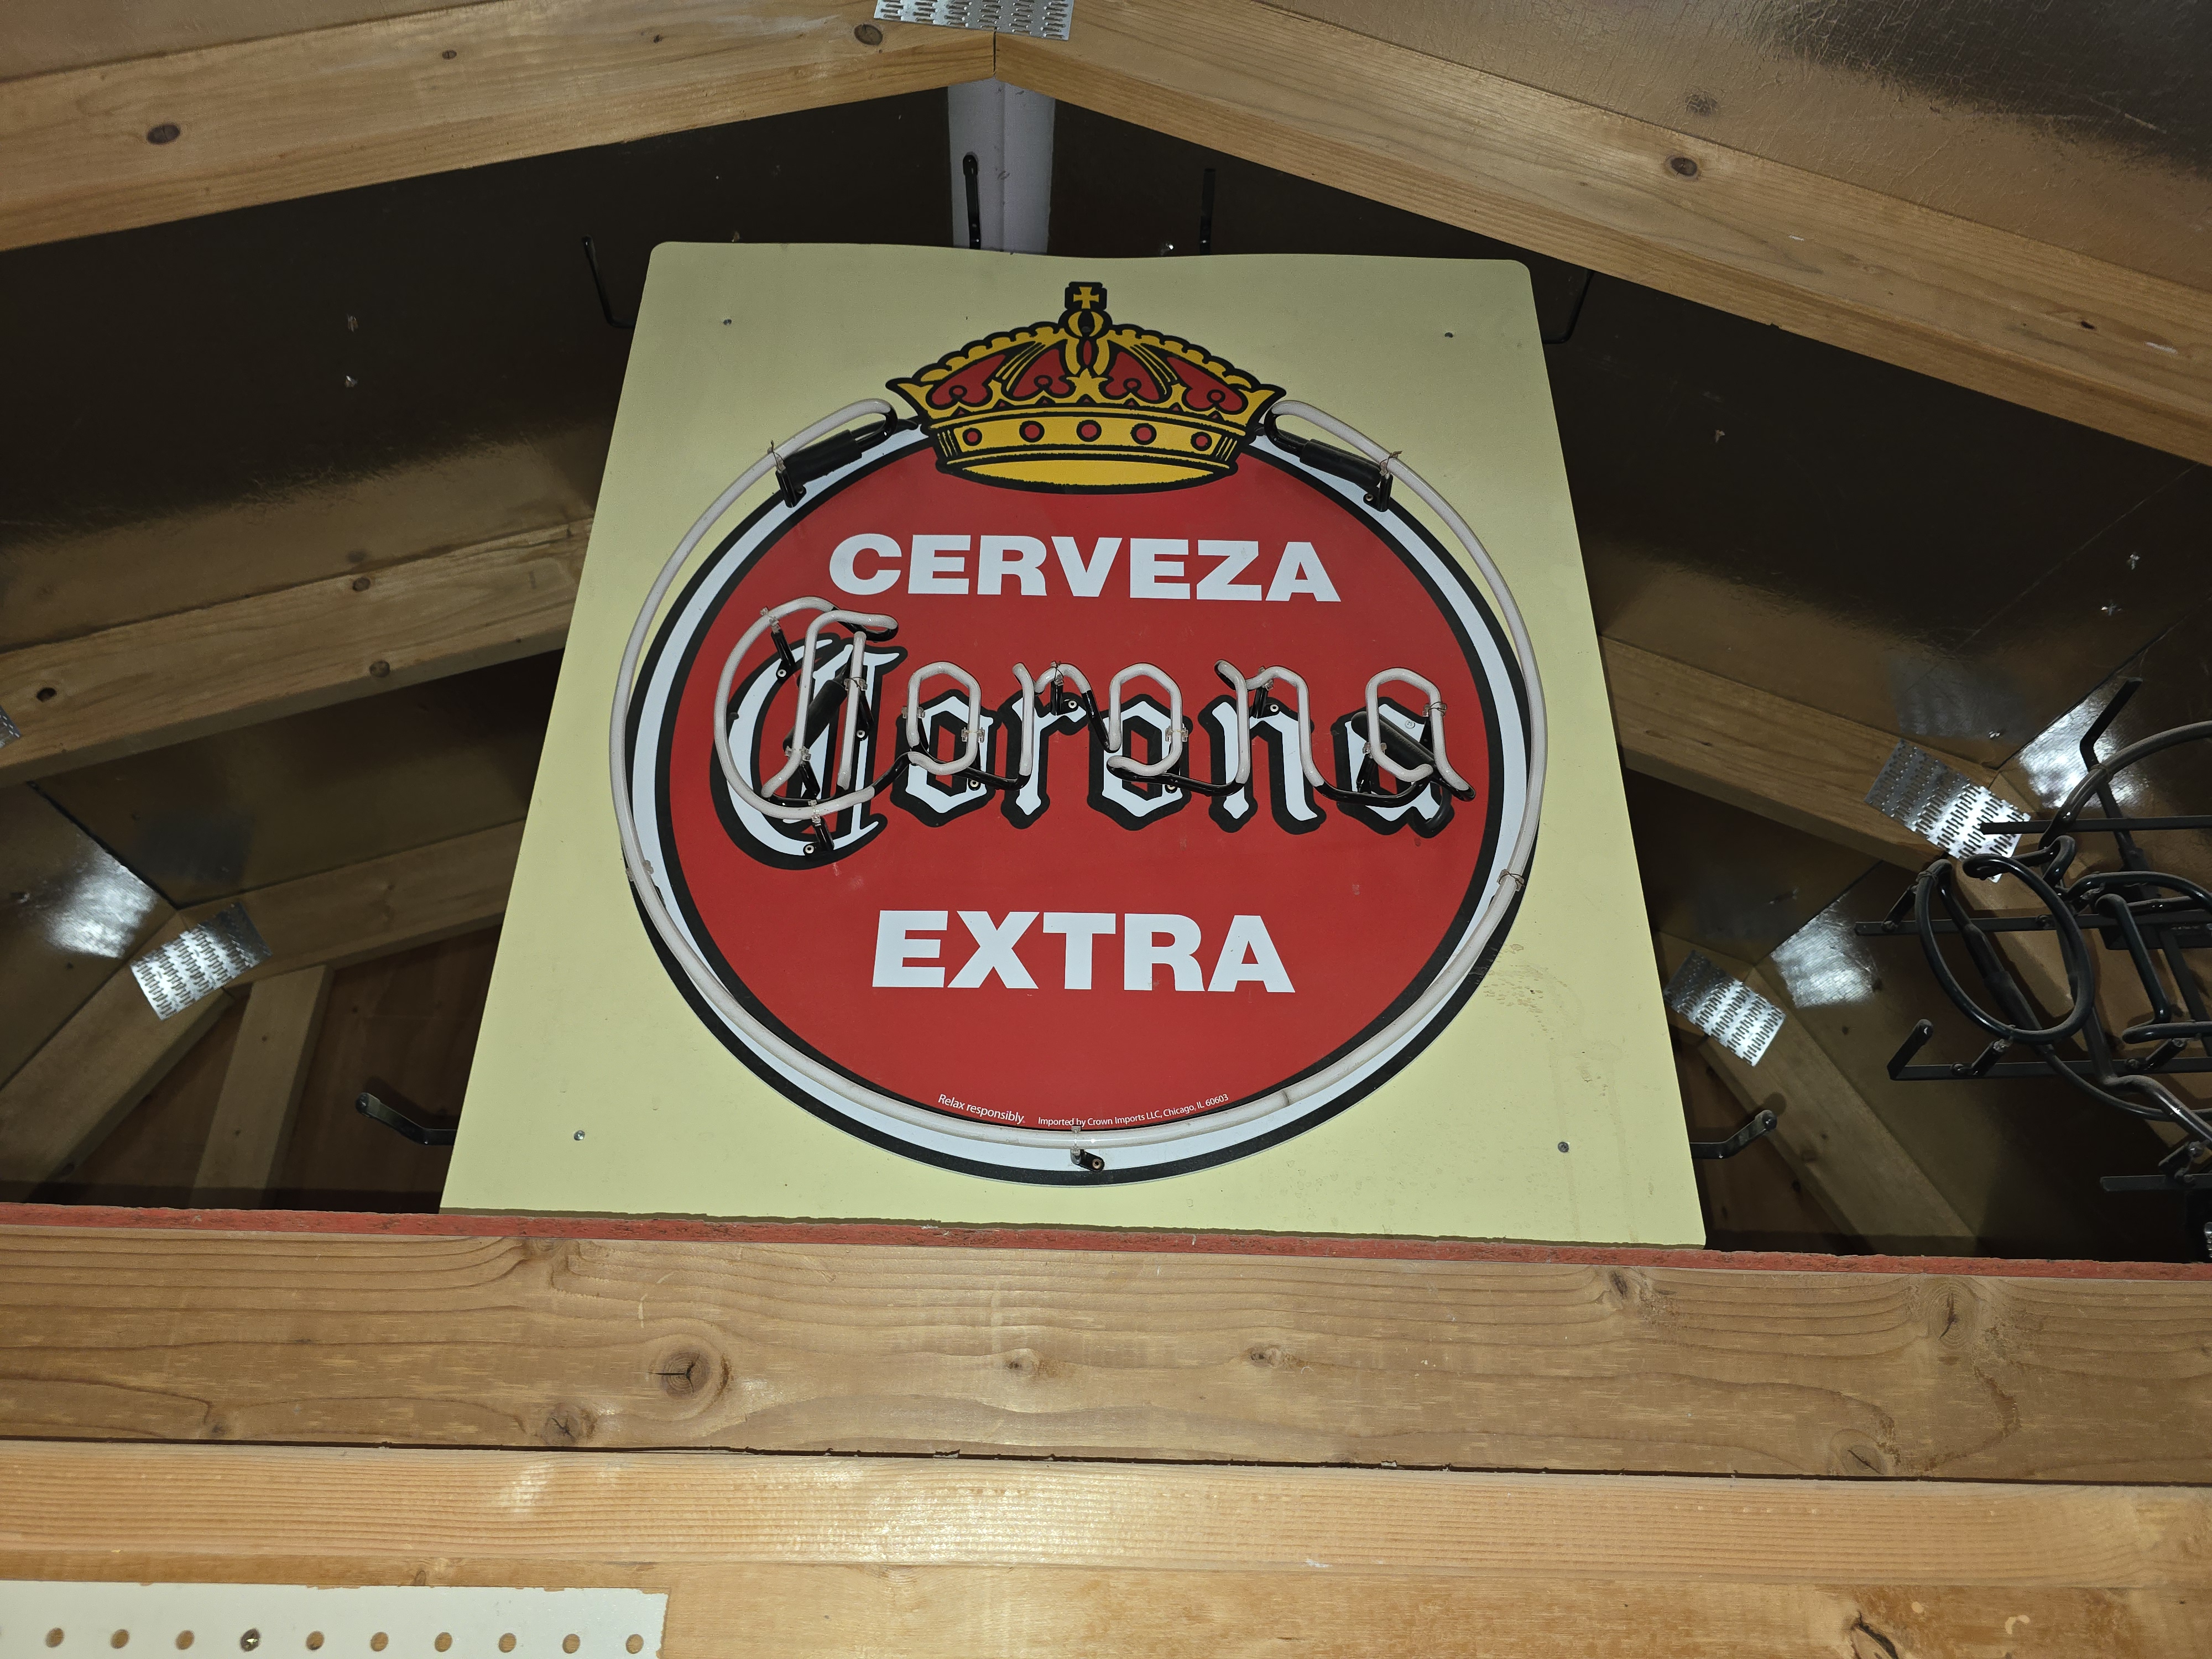 CERVEZA
Corona
EXTRA
Relax responsibly. Imported by Crown Imports LLC, Chicago, IL 60603